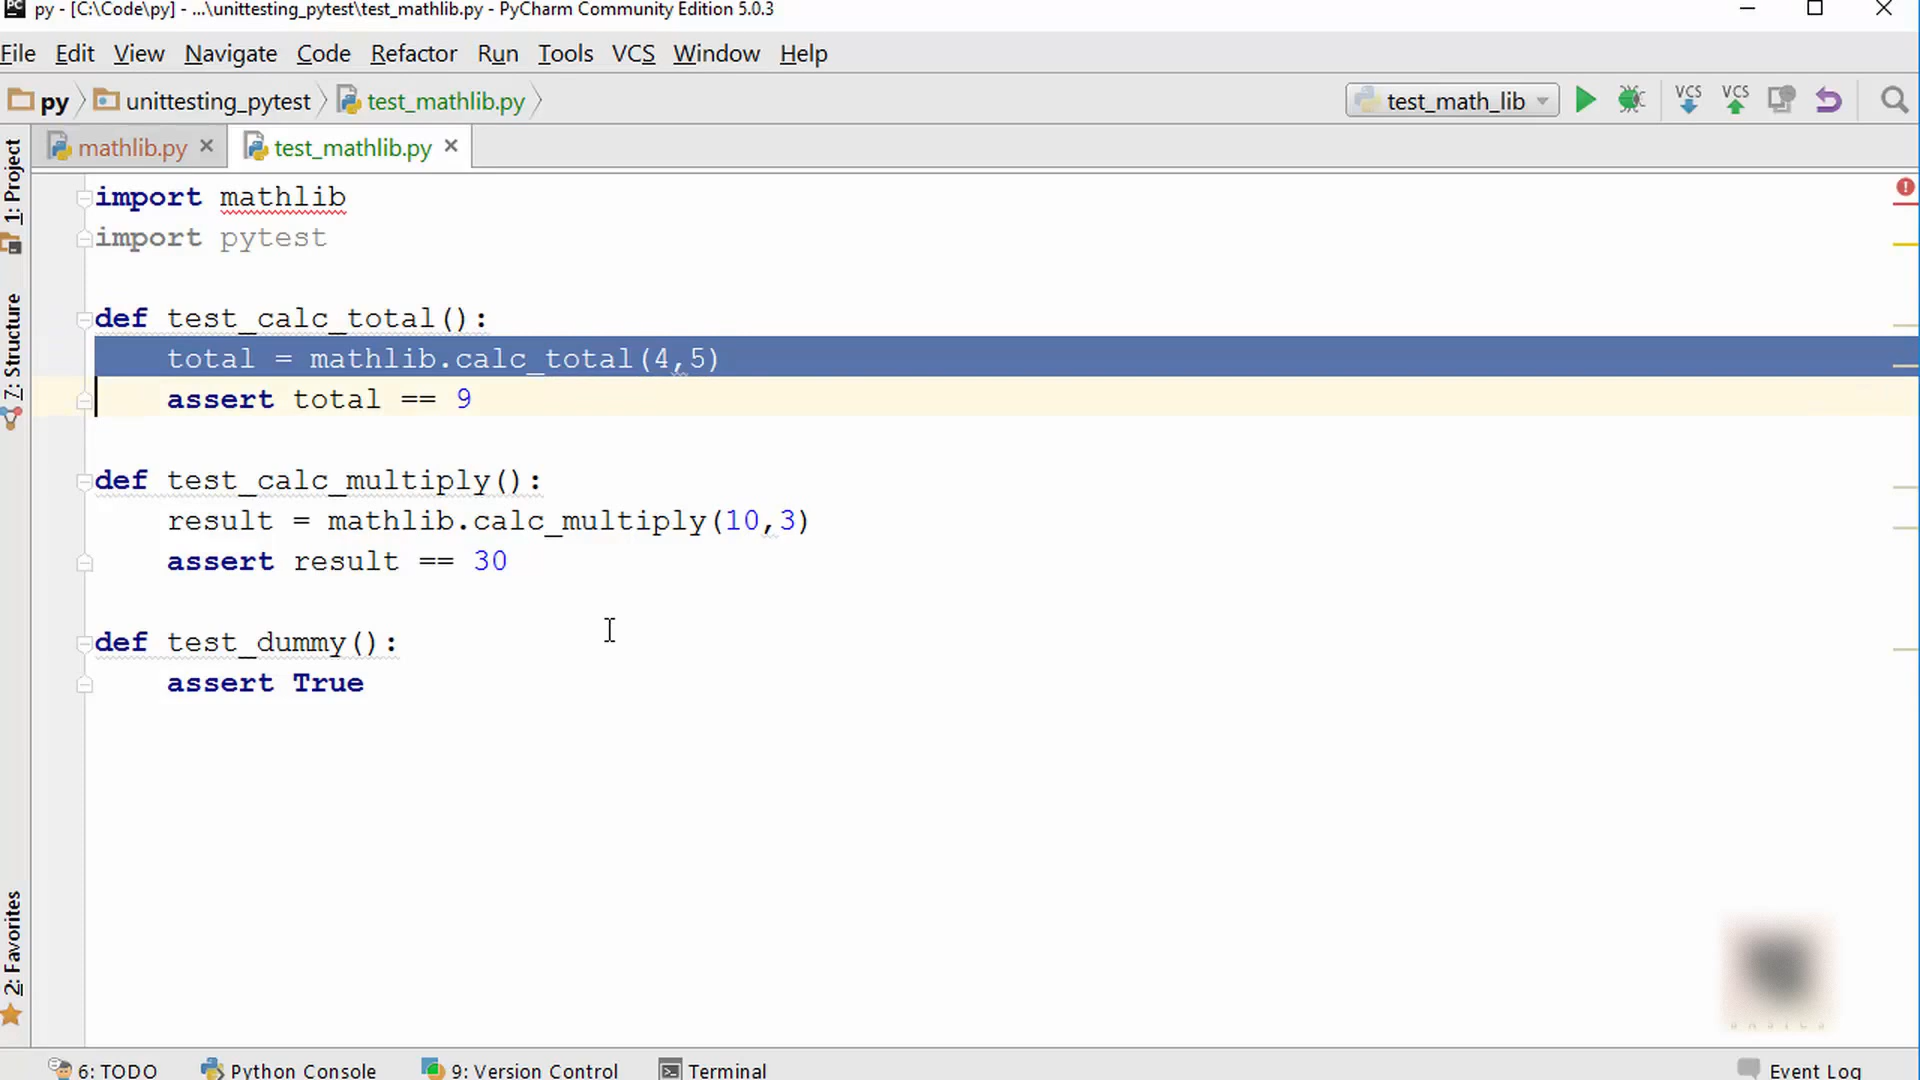 py - [C:\Code\py] - ...\unittesting_pytest\test_mathlib.py - PyCharm Community Edition 5.0.3
File Edit View Navigate Code Refactor Run Tools VCS Window Help
py unittesting_pytest test_mathlib.py test_math_lib VCS VCS
mathlib.py test_mathlib.py
1: Project
7: Structure
2: Favorites
import mathlib
import pytest
def test_calc_total():
total = mathlib.calc_total(4,5)
assert total == 9
def test_calc_multiply():
result = mathlib.calc_multiply(10,3)
assert result == 30
def test_dummy():
assert True
BASICS
6: TODO Python Console 9: Version Control Terminal Event Log